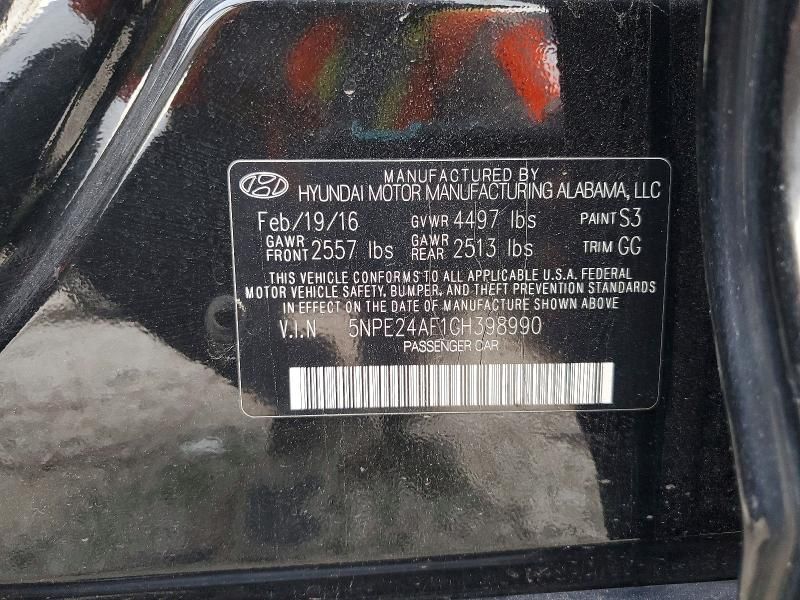 MANUFACTURED BY
HYUNDAI MOTOR MANUFACTURING ALABAMA, LLC
Feb/19/16 GVWR 4497 lbs PAINT S3
GAWR FRONT 2557 lbs GAWR REAR 2513 lbs TRIM GG
THIS VEHICLE CONFORMS TO ALL APPLICABLE U.S.A. FEDERAL
MOTOR VEHICLE SAFETY, BUMPER, AND THEFT PREVENTION STANDARDS
IN EFFECT ON THE DATE OF MANUFACTURE SHOWN ABOVE
V.I.N 5NPE24AF1GH398990
PASSENGER CAR